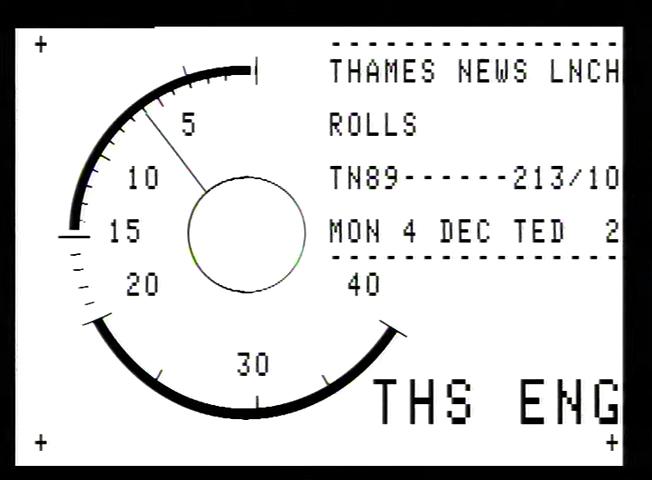 THAMES NEWS LNCH
ROLLS
TN89------213/10
MON 4 DEC TED 2
5
10
15
20
30
40
THS ENG